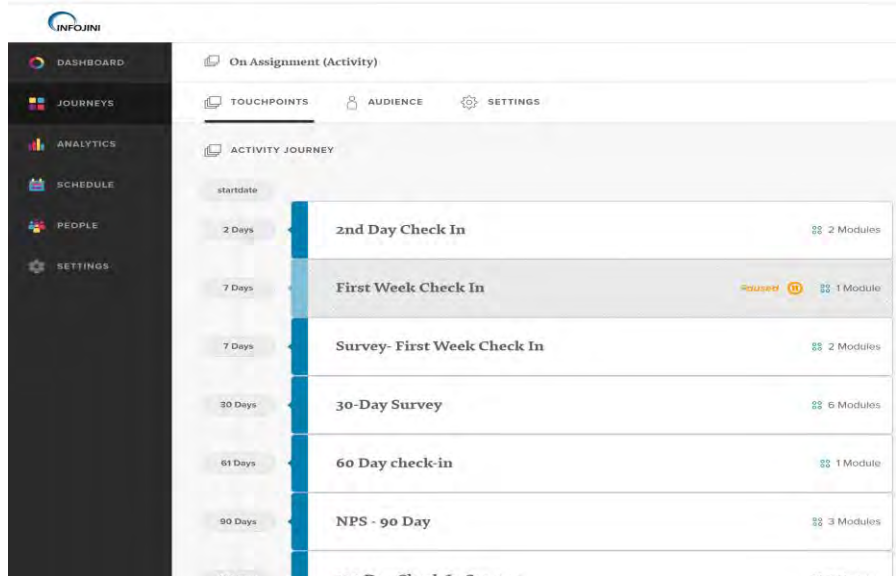 INFOJINI
DASHBOARD
JOURNEYS
ANALYTICS
SCHEDULE
PEOPLE
SETTINGS
On Assignment (Activity)
TOUCHPOINTS AUDIENCE SETTINGS
ACTIVITY JOURNEY
startdate
2 Days 2nd Day Check In 2 Modules
7 Days First Week Check In Paused 1 Module
7 Days Survey- First Week Check In 2 Modules
30 Days 30-Day Survey 6 Modules
61 Days 60 Day check-in 1 Module
90 Days NPS - 90 Day 3 Modules